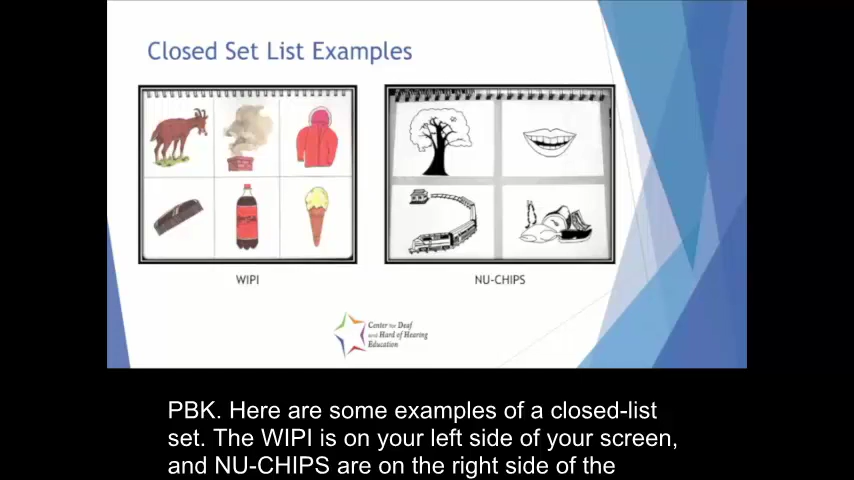 Closed Set List Examples
WIPI
NU-CHIPS
Center for Deaf
and Hard of Hearing
Education
PBK. Here are some examples of a closed-list
set. The WIPI is on your left side of your screen,
and NU-CHIPS are on the right side of the